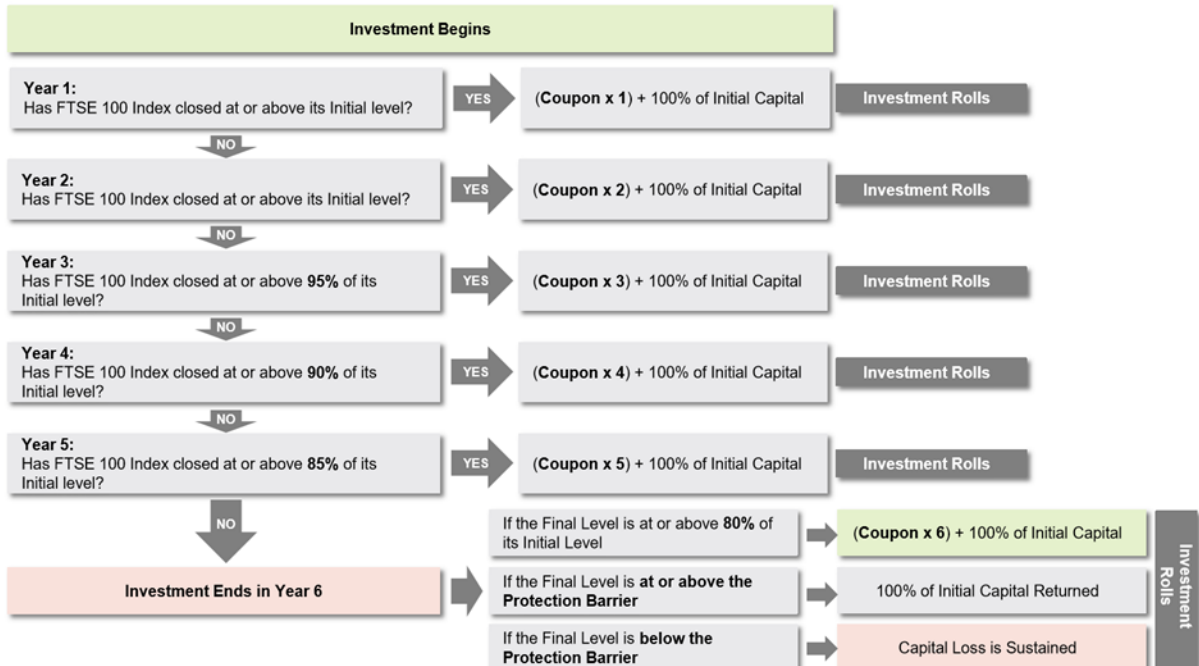 Investment Begins
Year 1:
Has FTSE 100 Index closed at or above its Initial level?
YES
(Coupon x 1) + 100% of Initial Capital
Investment Rolls
NO
Year 2:
Has FTSE 100 Index closed at or above its Initial level?
YES
(Coupon x 2) + 100% of Initial Capital
Investment Rolls
NO
Year 3:
Has FTSE 100 Index closed at or above 95% of its
Initial level?
YES
(Coupon x 3) + 100% of Initial Capital
Investment Rolls
NO
Year 4:
Has FTSE 100 Index closed at or above 90% of its
Initial level?
YES
(Coupon x 4) + 100% of Initial Capital
Investment Rolls
NO
Year 5:
Has FTSE 100 Index closed at or above 85% of its
Initial level?
YES
(Coupon x 5) + 100% of Initial Capital
Investment Rolls
NO
Investment Ends in Year 6
If the Final Level is at or above 80% of
its Initial Level
(Coupon x 6) + 100% of Initial Capital
If the Final Level is at or above the
Protection Barrier
100% of Initial Capital Returned
If the Final Level is below the
Protection Barrier
Capital Loss is Sustained
Investment
Rolls